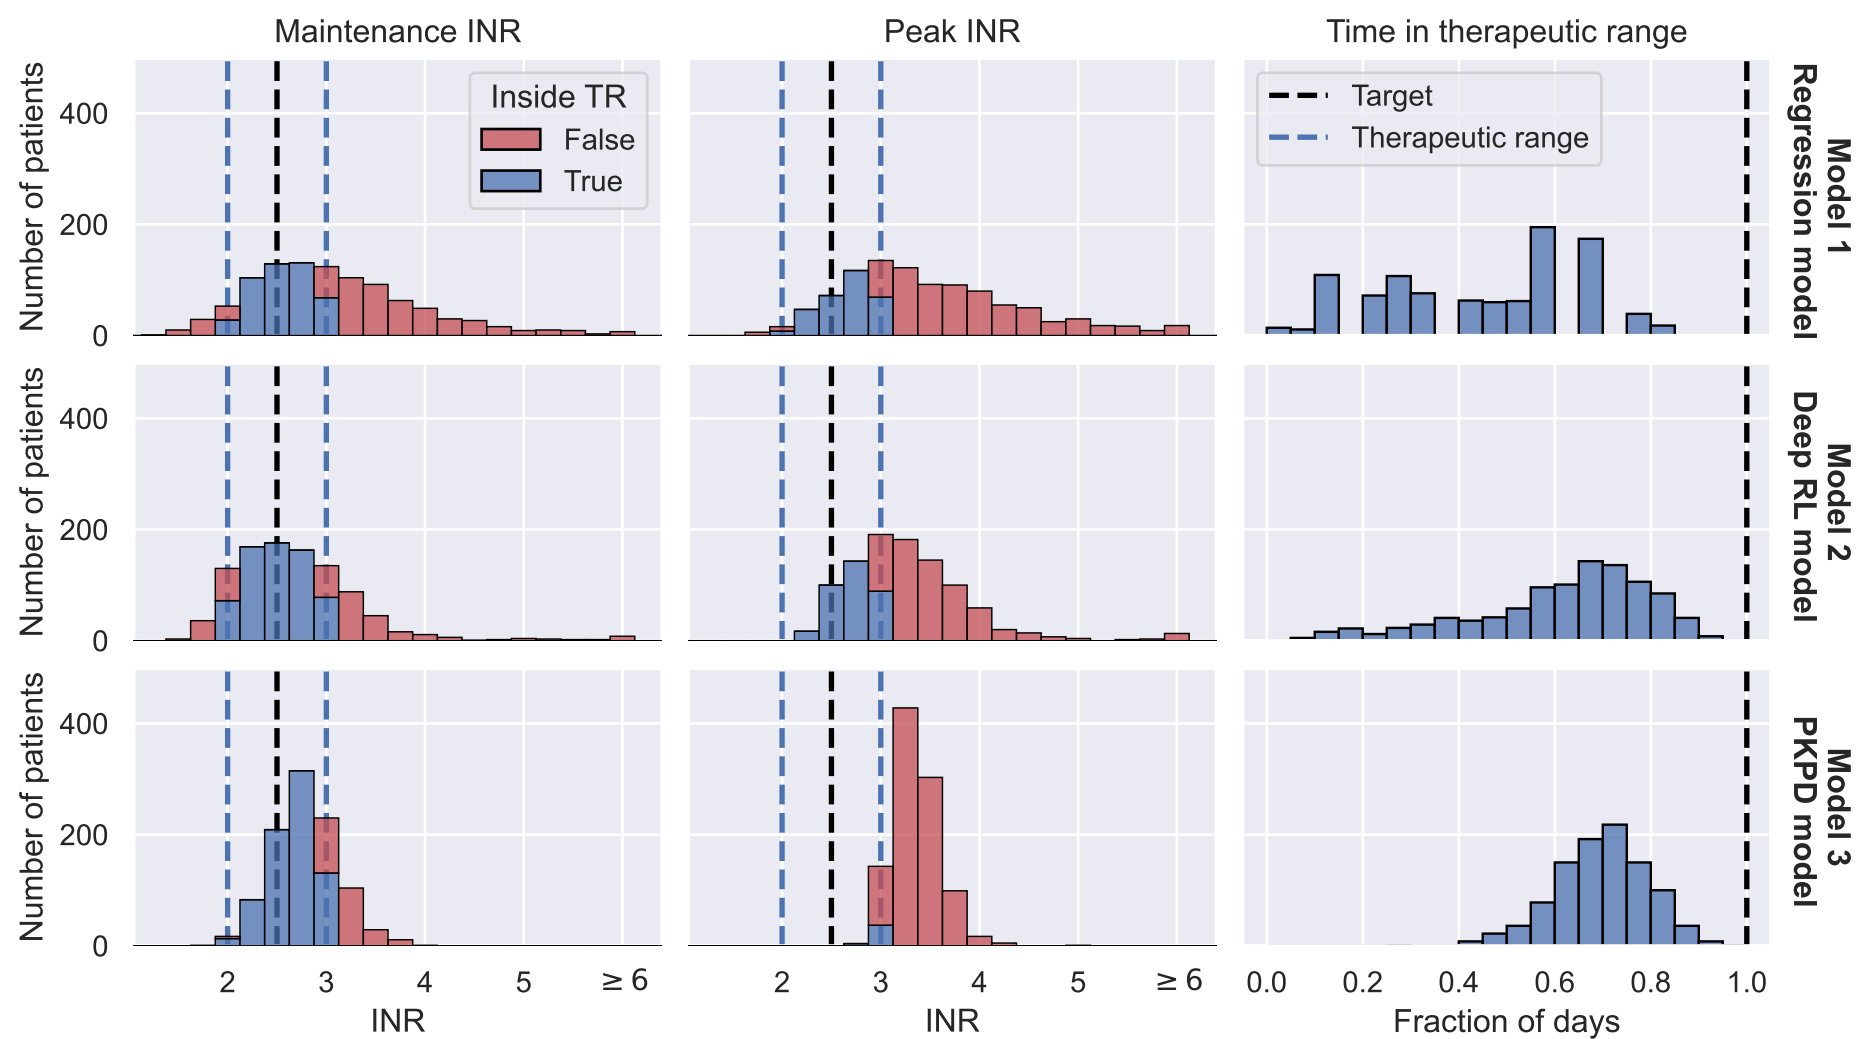 Maintenance INR
Peak INR
Time in therapeutic range
Number of patients
400
200
0
Inside TR
False
True
Target
Therapeutic range
Model 1
Regression model
Number of patients
400
200
0
Model 2
Deep RL model
Number of patients
400
200
0
Model 3
PKPD model
2 3 4 5 ≥ 6
2 3 4 5 ≥ 6
0.0 0.2 0.4 0.6 0.8 1.0
INR
INR
Fraction of days